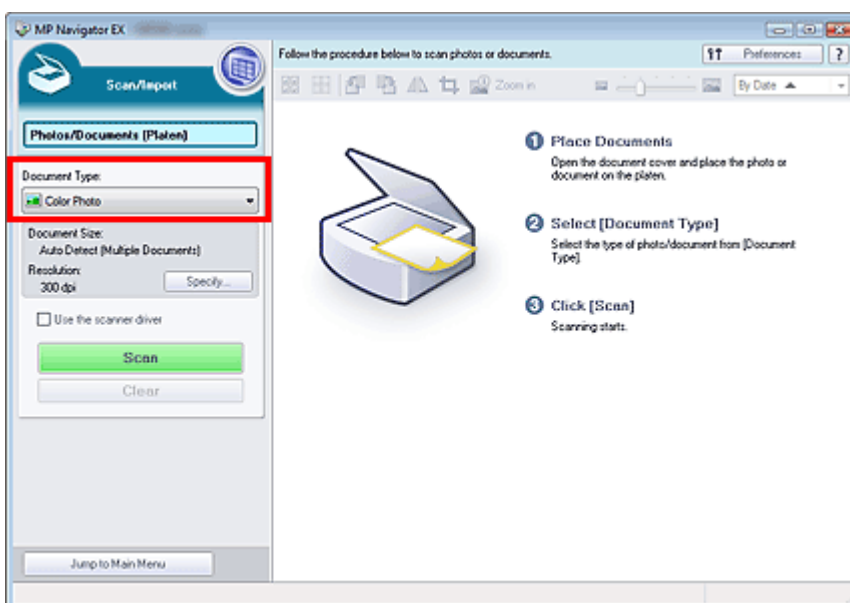 MP Navigator EX
Scan/Import
Photos/Documents (Platen)
Document Type:
Color Photo
Document Size:
Auto Detect (Multiple Documents)
Resolution:
300 dpi
Specify...
Use the scanner driver
Scan
Clear
Jump to Main Menu
Follow the procedure below to scan photos or documents.
Preferences
?
Zoom in
By Date
1 Place Documents
Open the document cover and place the photo or
document on the platen.
2 Select [Document Type]
Select the type of photo/document from [Document
Type].
3 Click [Scan]
Scanning starts.